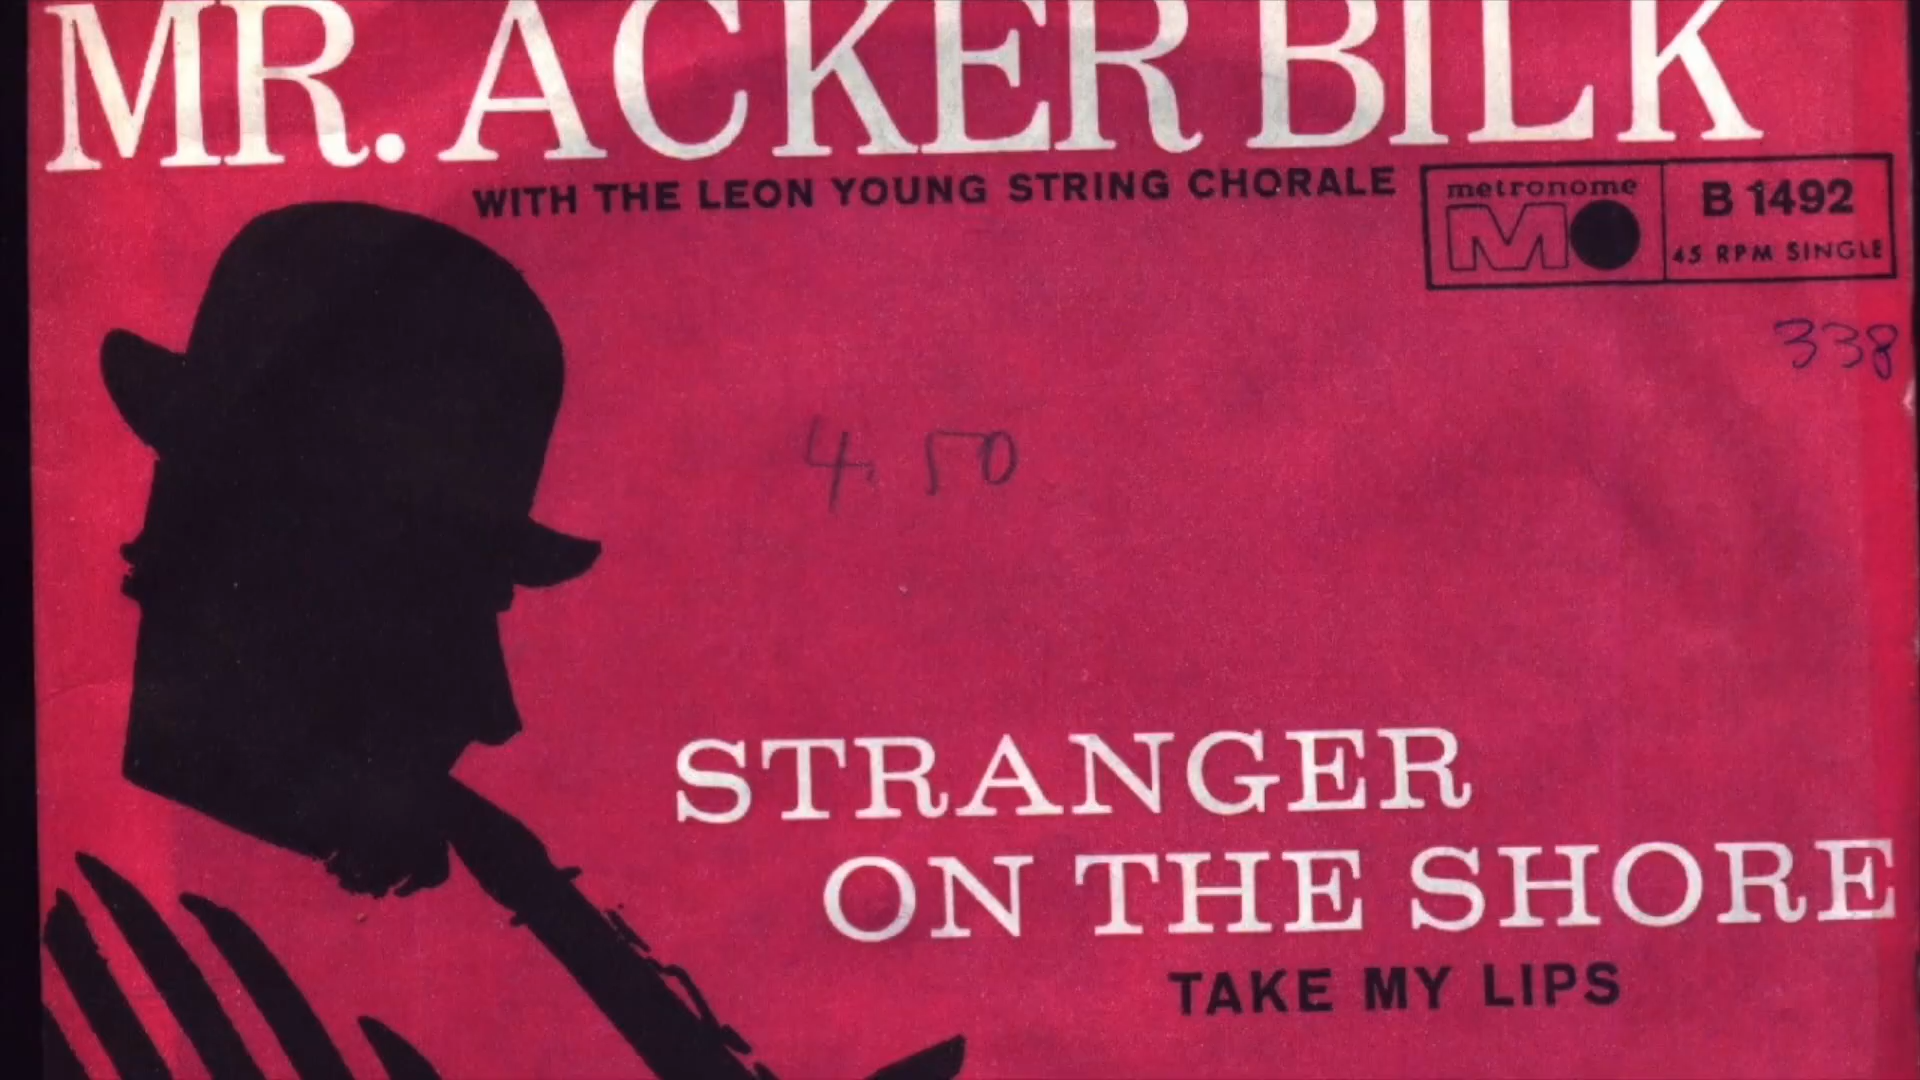 MR. ACKER BILK
WITH THE LEON YOUNG STRING CHORALE
metronome
M
B 1492
45 RPM SINGLE
338
4.50
STRANGER
ON THE SHORE
TAKE MY LIPS